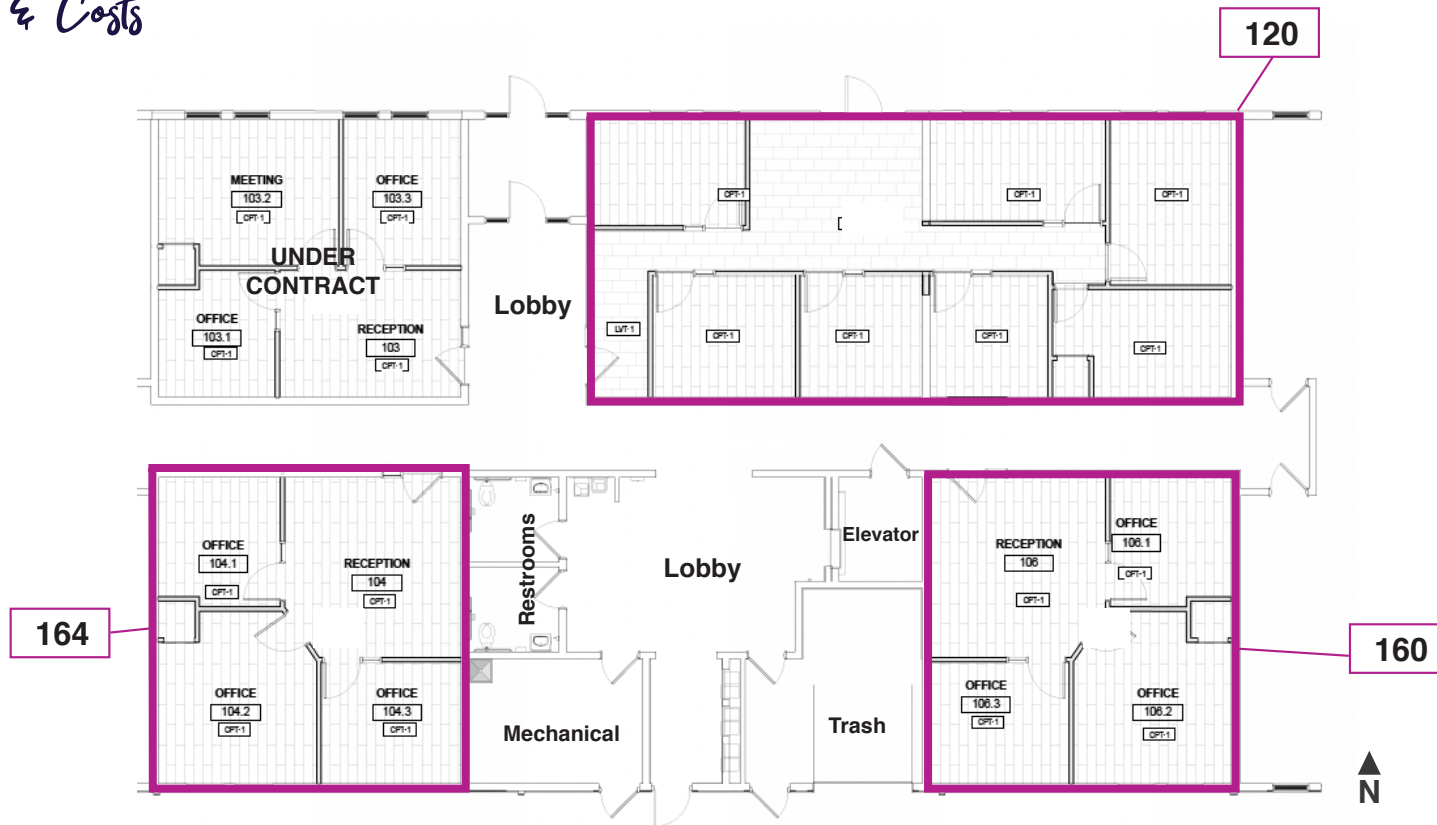 & Costs
120
MEETING
103.2
CPT-1
OFFICE
103.3
CPT-1
CPT-1
CPT-1
CPT-1
UNDER
CONTRACT
Lobby
OFFICE
103.1
CPT-1
RECEPTION
103
CPT-1
LVT-1
CPT-1
CPT-1
CPT-1
CPT-1
OFFICE
104.1
CPT-1
RECEPTION
104
CPT-1
Restrooms
Lobby
Elevator
RECEPTION
106
CPT-1
OFFICE
106.1
CPT-1
164
160
OFFICE
104.2
CPT-1
OFFICE
104.3
CPT-1
Mechanical
Trash
OFFICE
106.3
CPT-1
OFFICE
106.2
CPT-1
N